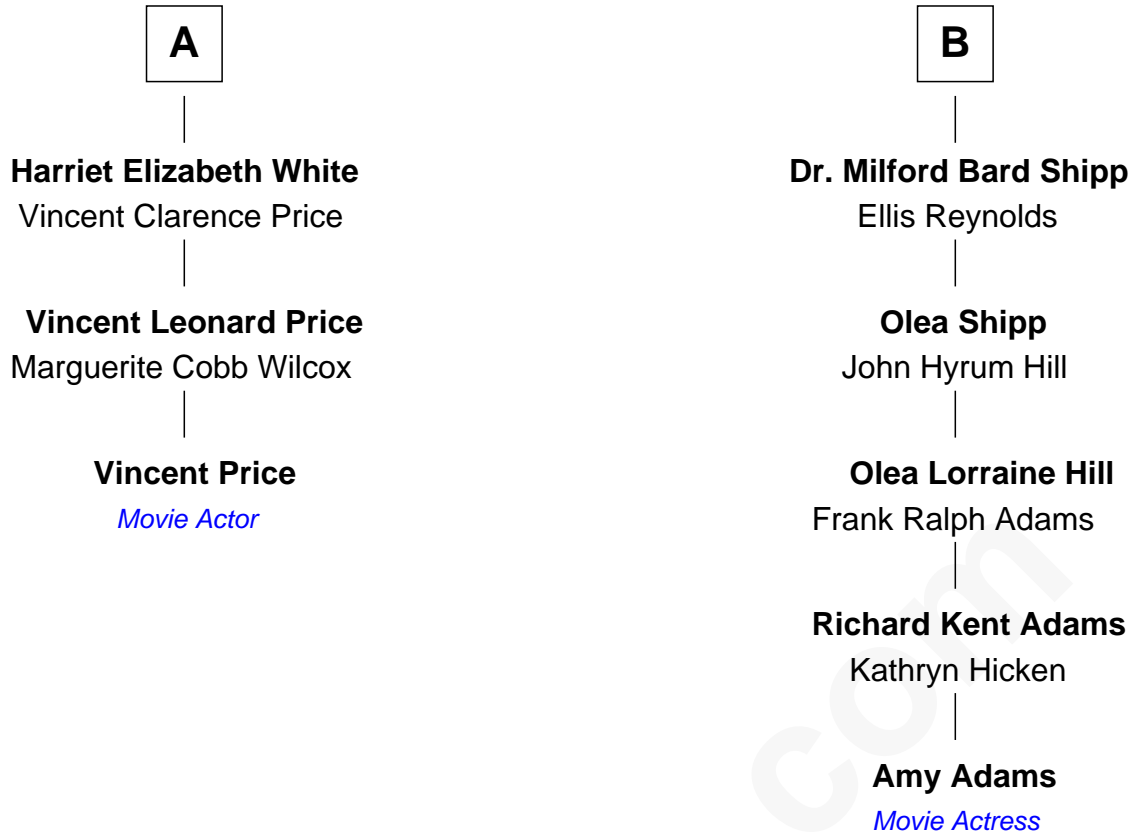 A
Harriet Elizabeth White
Vincent Clarence Price
Vincent Leonard Price
Marguerite Cobb Wilcox
Vincent Price
Movie Actor
B
Dr. Milford Bard Shipp
Ellis Reynolds
Olea Shipp
John Hyrum Hill
Olea Lorraine Hill
Frank Ralph Adams
Richard Kent Adams
Kathryn Hicken
Amy Adams
Movie Actress
com